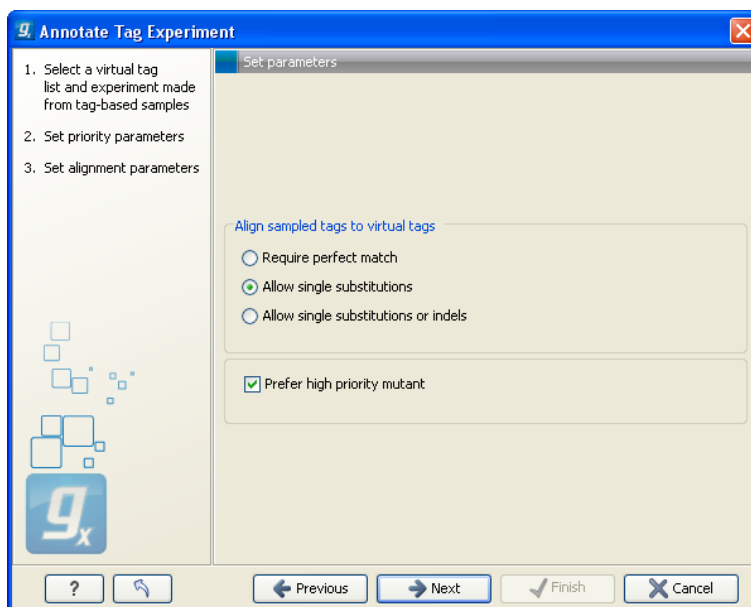 Annotate Tag Experiment
1. Select a virtual tag
list and experiment made
from tag-based samples
2. Set priority parameters
3. Set alignment parameters
Set parameters
Align sampled tags to virtual tags
Require perfect match
Allow single substitutions
Allow single substitutions or indels
Prefer high priority mutant
gx
? Previous Next Finish Cancel